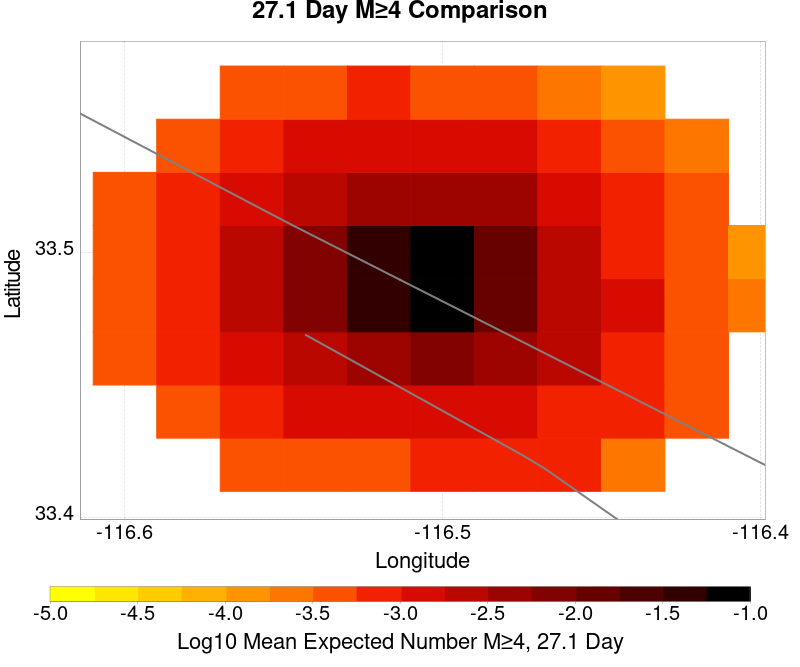 27.1 Day M≥4 Comparison
Latitude
33.5
33.4
-116.6 -116.5 -116.4
Longitude
-5.0 -4.5 -4.0 -3.5 -3.0 -2.5 -2.0 -1.5 -1.0
Log10 Mean Expected Number M≥4, 27.1 Day